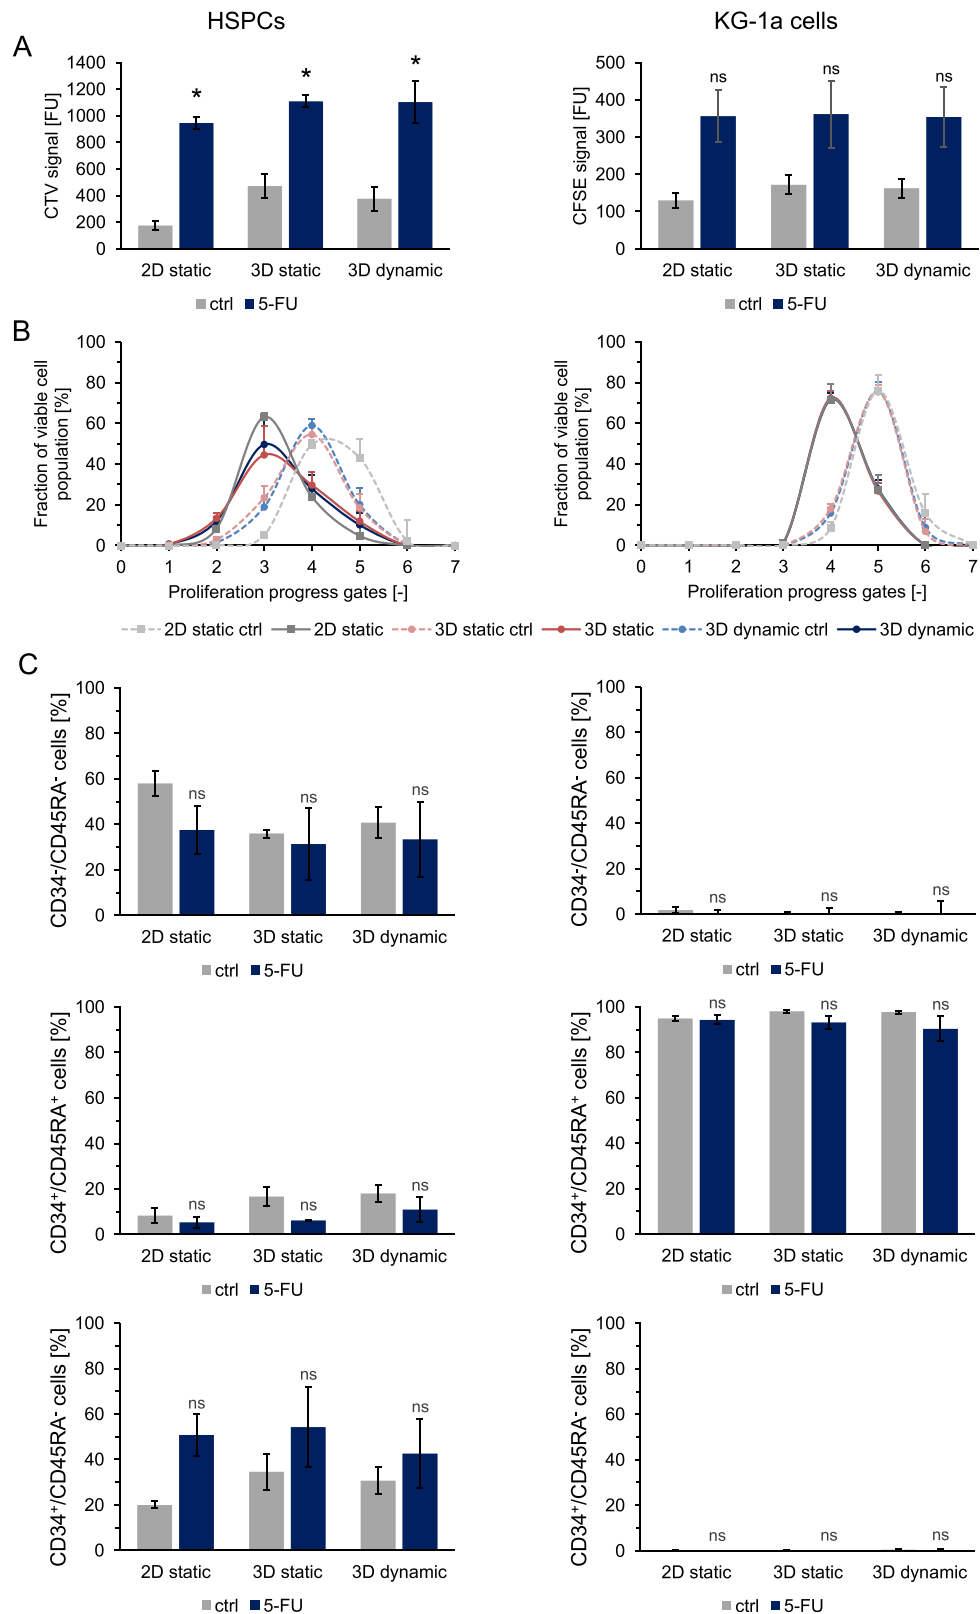 HSPCs
KG-1a cells
A
CTV signal [FU]
1400
1200
1000
800
600
400
200
0
*
*
*
2D static
3D static
3D dynamic
ctrl
5-FU
CFSE signal [FU]
500
400
300
200
100
0
ns
ns
ns
2D static
3D static
3D dynamic
ctrl
5-FU
B
Fraction of viable cell
population [%]
100
80
60
40
20
0
0 1 2 3 4 5 6 7
Proliferation progress gates [-]
Fraction of viable cell
population [%]
100
80
60
40
20
0
0 1 2 3 4 5 6 7
Proliferation progress gates [-]
2D static ctrl
2D static
3D static ctrl
3D static
3D dynamic ctrl
3D dynamic
C
CD34⁻/CD45RA⁻ cells [%]
100
80
60
40
20
0
ns
ns
ns
2D static
3D static
3D dynamic
ctrl
5-FU
CD34⁻/CD45RA⁻ cells [%]
100
80
60
40
20
0
ns
ns
ns
2D static
3D static
3D dynamic
ctrl
5-FU
CD34⁺/CD45RA⁺ cells [%]
100
80
60
40
20
0
ns
ns
ns
2D static
3D static
3D dynamic
ctrl
5-FU
CD34⁺/CD45RA⁺ cells [%]
100
80
60
40
20
0
ns
ns
ns
2D static
3D static
3D dynamic
ctrl
5-FU
CD34⁺/CD45RA⁻ cells [%]
100
80
60
40
20
0
ns
ns
ns
2D static
3D static
3D dynamic
ctrl
5-FU
CD34⁺/CD45RA⁻ cells [%]
100
80
60
40
20
0
ns
ns
ns
2D static
3D static
3D dynamic
ctrl
5-FU